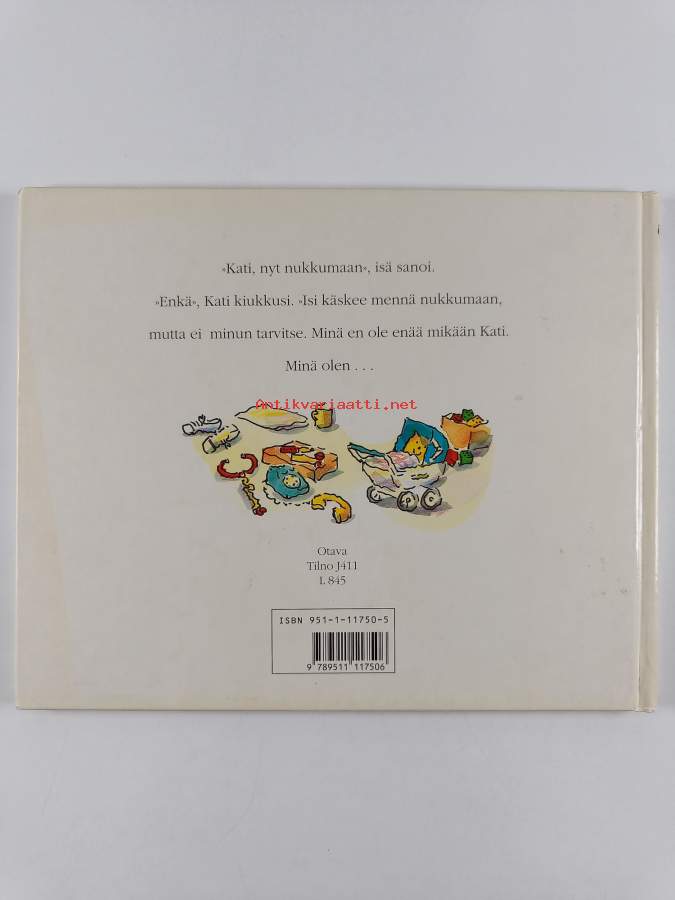 »Kati, nyt nukkumaan», isä sanoi.
»Enkä», Kati kiukkusi. »Isi käskee mennä nukkumaan,
mutta ei minun tarvitse. Minä en ole enää mikään Kati.
Minä olen . . .
Antikvariaatti.net
Otava
Tilno J411
L 845
ISBN 951-1-11750-5
9 789511 117506